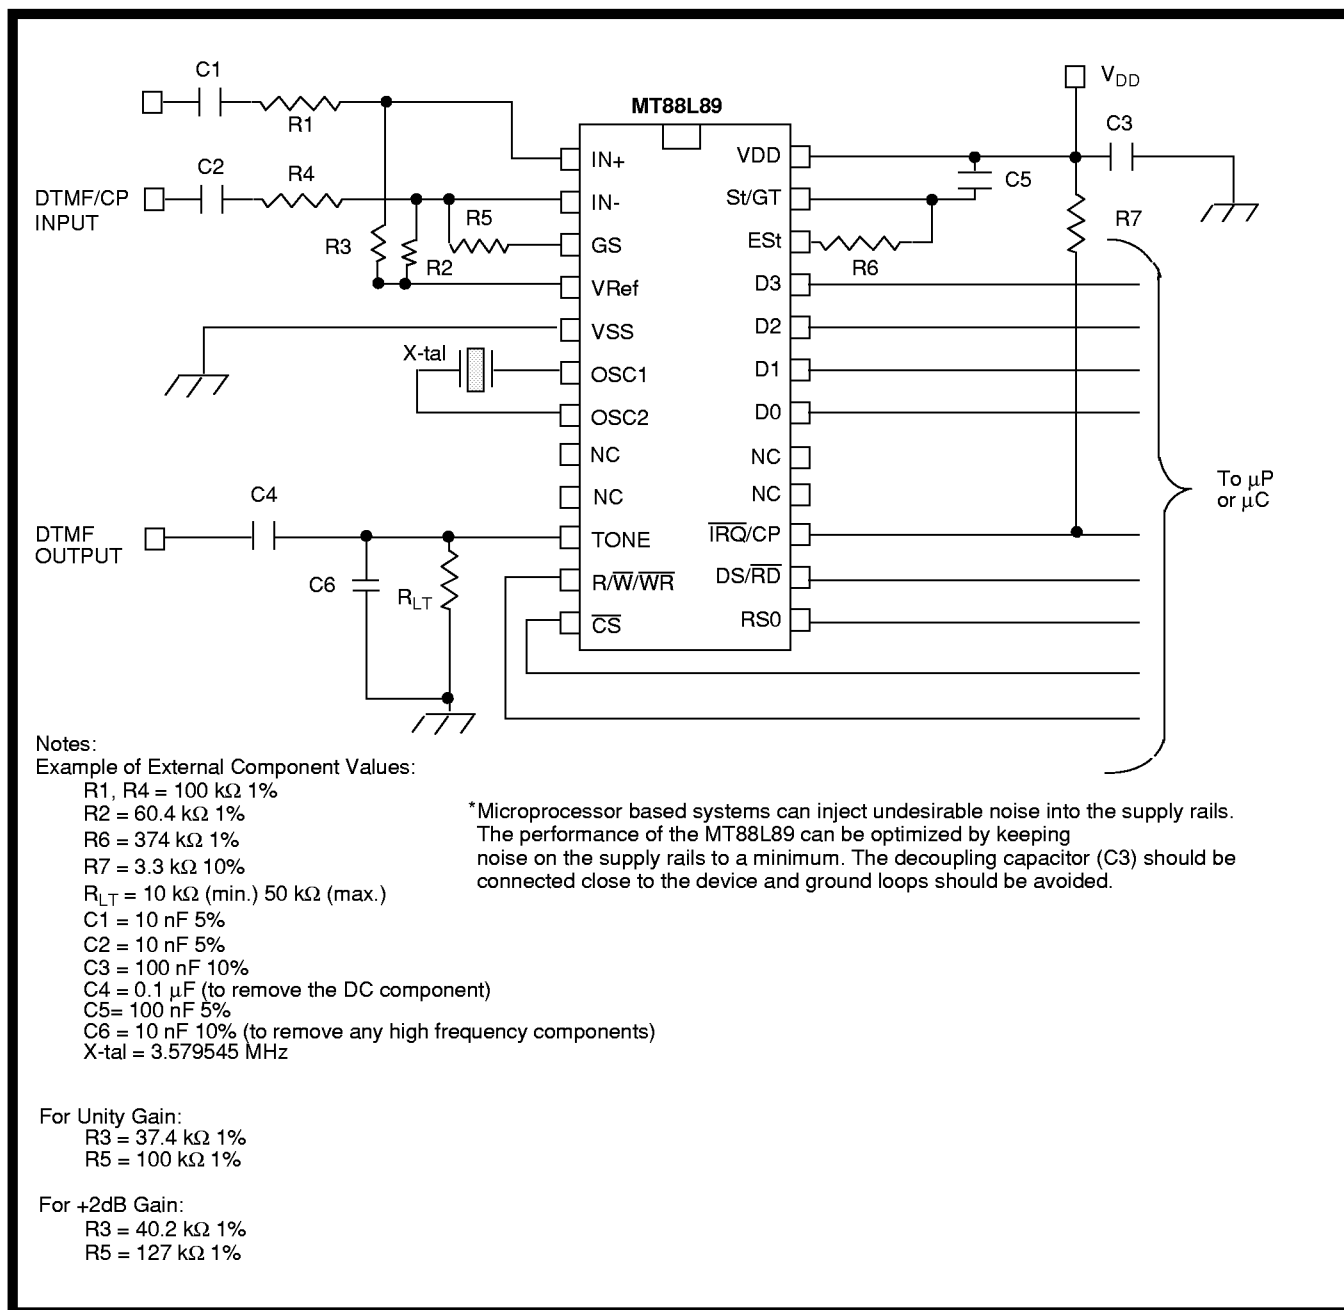 C1
R1
MT88L89
VDD
C3
C2
R4
DTMF/CP
INPUT
IN+
VDD
C5
IN-
St/GT
R5
R3
R2
GS
ESt
R6
R7
VRef
D3
VSS
D2
X-tal
OSC1
D1
OSC2
D0
NC
NC
NC
NC
To μP
or μC
C4
DTMF
OUTPUT
TONE
IRQ/CP
C6
RLT
R/W/WR
DS/RD
CS
RS0
Notes:
Example of External Component Values:
R1, R4 = 100 kΩ 1%
R2 = 60.4 kΩ 1%
R6 = 374 kΩ 1%
R7 = 3.3 kΩ 10%
RLT = 10 kΩ (min.) 50 kΩ (max.)
C1 = 10 nF 5%
C2 = 10 nF 5%
C3 = 100 nF 10%
C4 = 0.1 μF (to remove the DC component)
C5= 100 nF 5%
C6 = 10 nF 10% (to remove any high frequency components)
X-tal = 3.579545 MHz
*Microprocessor based systems can inject undesirable noise into the supply rails.
The performance of the MT88L89 can be optimized by keeping
noise on the supply rails to a minimum. The decoupling capacitor (C3) should be
connected close to the device and ground loops should be avoided.
For Unity Gain:
R3 = 37.4 kΩ 1%
R5 = 100 kΩ 1%
For +2dB Gain:
R3 = 40.2 kΩ 1%
R5 = 127 kΩ 1%